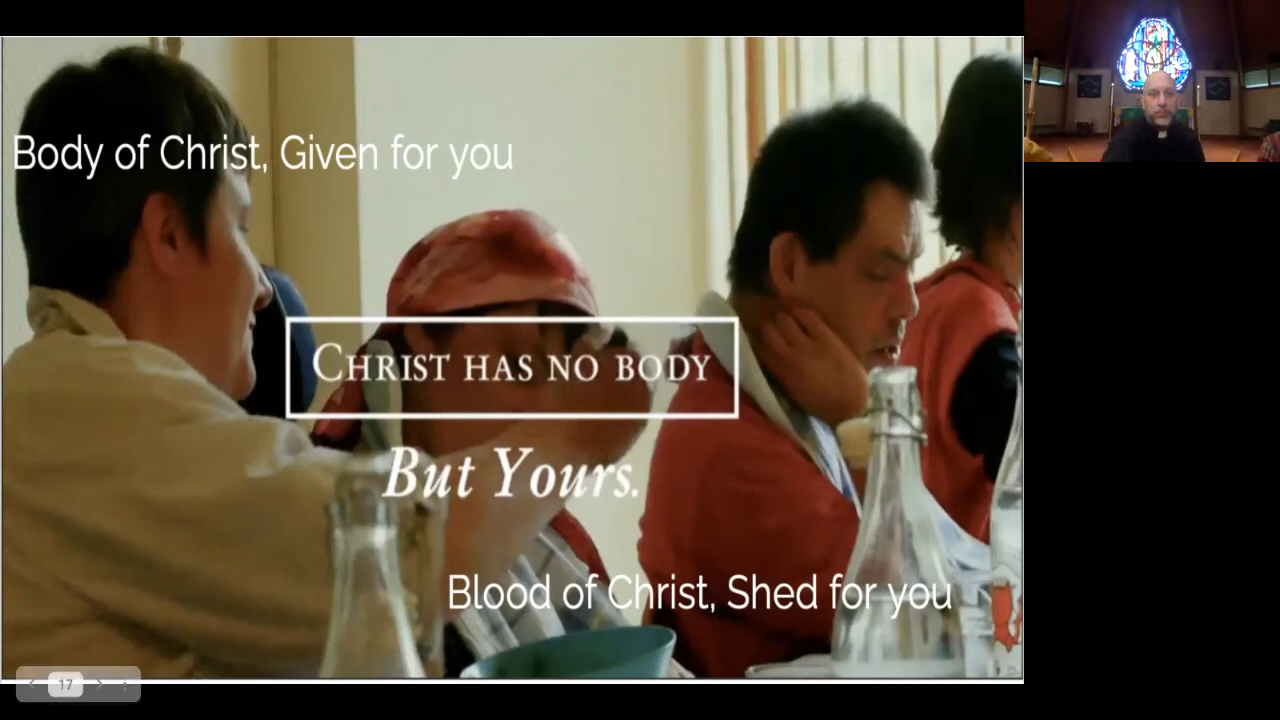 Body of Christ, Given for you
CHRIST HAS NO BODY
But Yours.
Blood of Christ, Shed for you
17